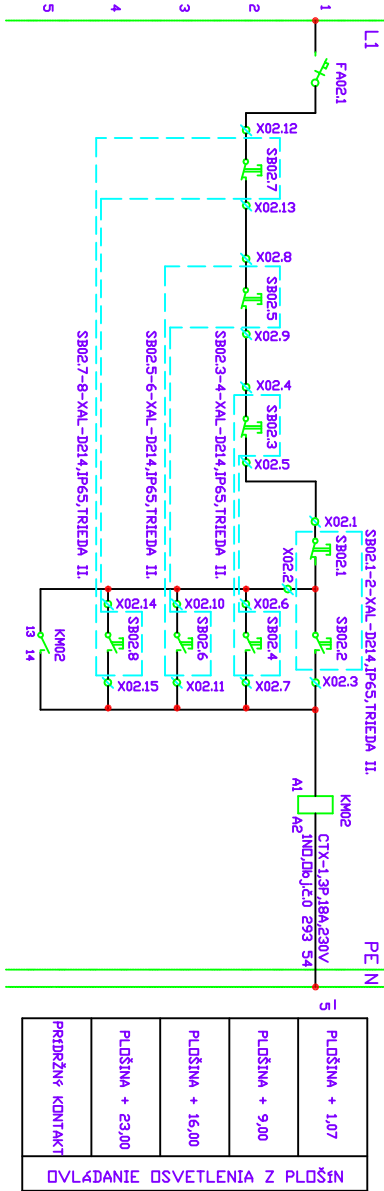 L1
1
2
3
4
5
FA02.1
X02.12
SB02.7
X02.13
X02.8
SB02.5
X02.9
X02.4
SB02.3
X02.5
X02.1
SB02.1
X02.2
SB02.2
X02.3
SB02.1-2-XAL-D214,IP65,TRIEDA II.
SB02.3-4-XAL-D214,IP65,TRIEDA II.
SB02.5-6-XAL-D214,IP65,TRIEDA II.
SB02.7-8-XAL-D214,IP65,TRIEDA II.
X02.6
SB02.4
X02.7
X02.10
SB02.6
X02.11
X02.14
SB02.8
X02.15
KM02
13 14
KM02
A1
A2
CTX-1,3P,18A,230V
1NO,Obj.č.0 293 54
PE N
5
PLOŠINA + 1,07
PLOŠINA + 9,00
PLOŠINA + 16,00
PLOŠINA + 23,00
PRÍDRŽNÝ KONTAKT
OVLÁDANIE OSVETLENIA Z PLOŠÍN